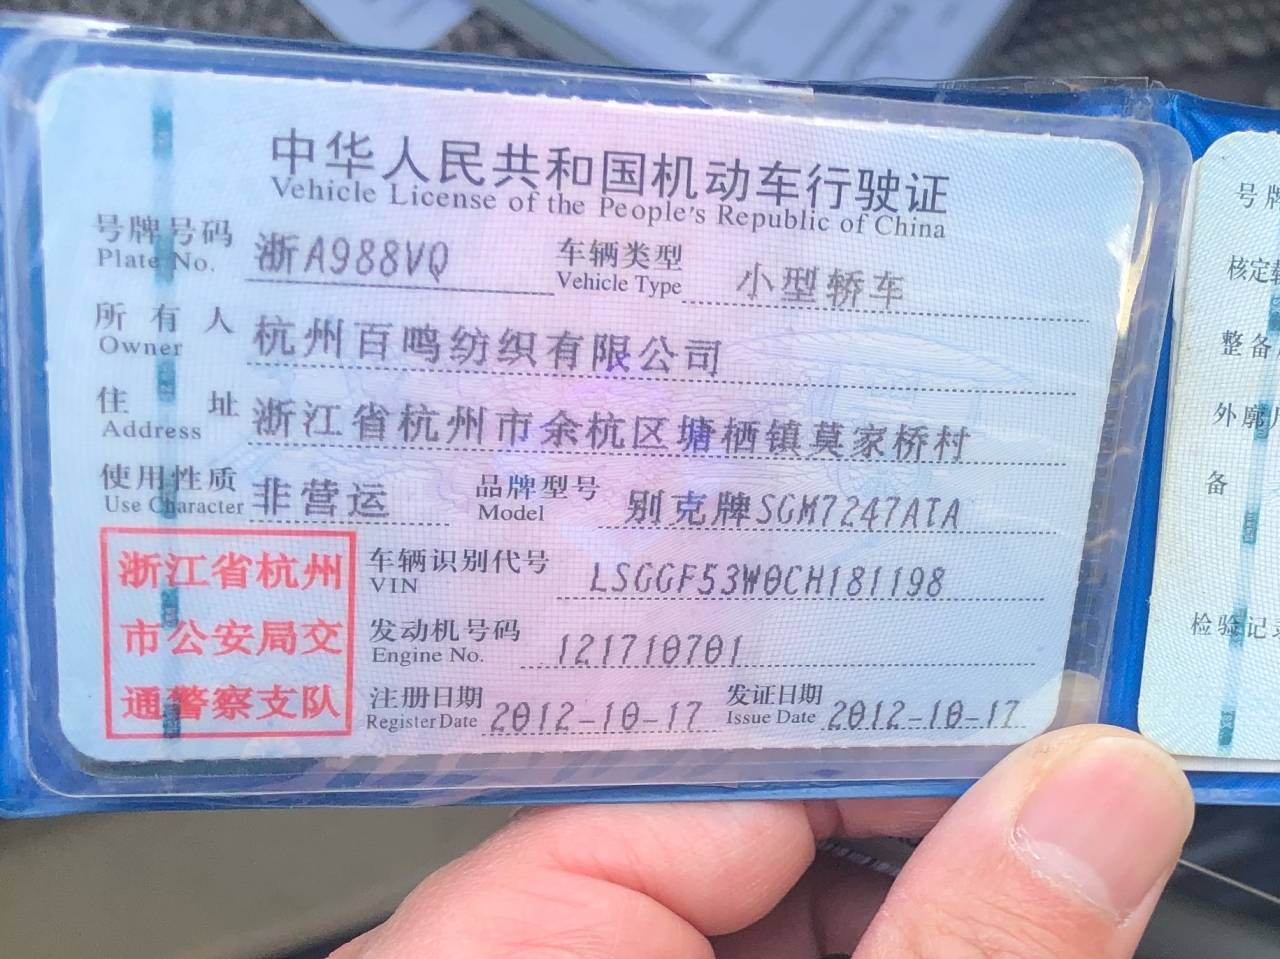 中华人民共和国机动车行驶证
Vehicle License of the People's Republic of China
号牌号码 浙A988VQ 车辆类型 小型轿车
Plate No. Vehicle Type
所有人 杭州百鸣纺织有限公司
Owner
住址 浙江省杭州市余杭区塘栖镇莫家桥村
Address
使用性质 非营运 品牌型号 别克牌SGM7247ATA
Use Character Model
车辆识别代号 LSGGF53W0CH181198
VIN
发动机号码 121710701
Engine No.
注册日期 2012-10-17 发证日期 2012-10-17
Register Date Issue Date
浙江省杭州
市公安局交
通警察支队
号牌
核定载
整备
外廓
备
检验记